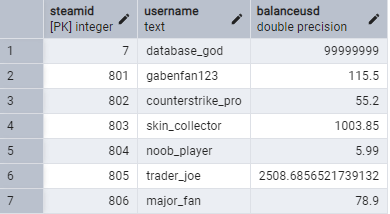 steamid username balanceusd
[PK] integer text double precision
1 7 database_god 99999999
2 801 gabenfan123 115.5
3 802 counterstrike_pro 55.2
4 803 skin_collector 1003.85
5 804 noob_player 5.99
6 805 trader_joe 2508.6856521739132
7 806 major_fan 78.9